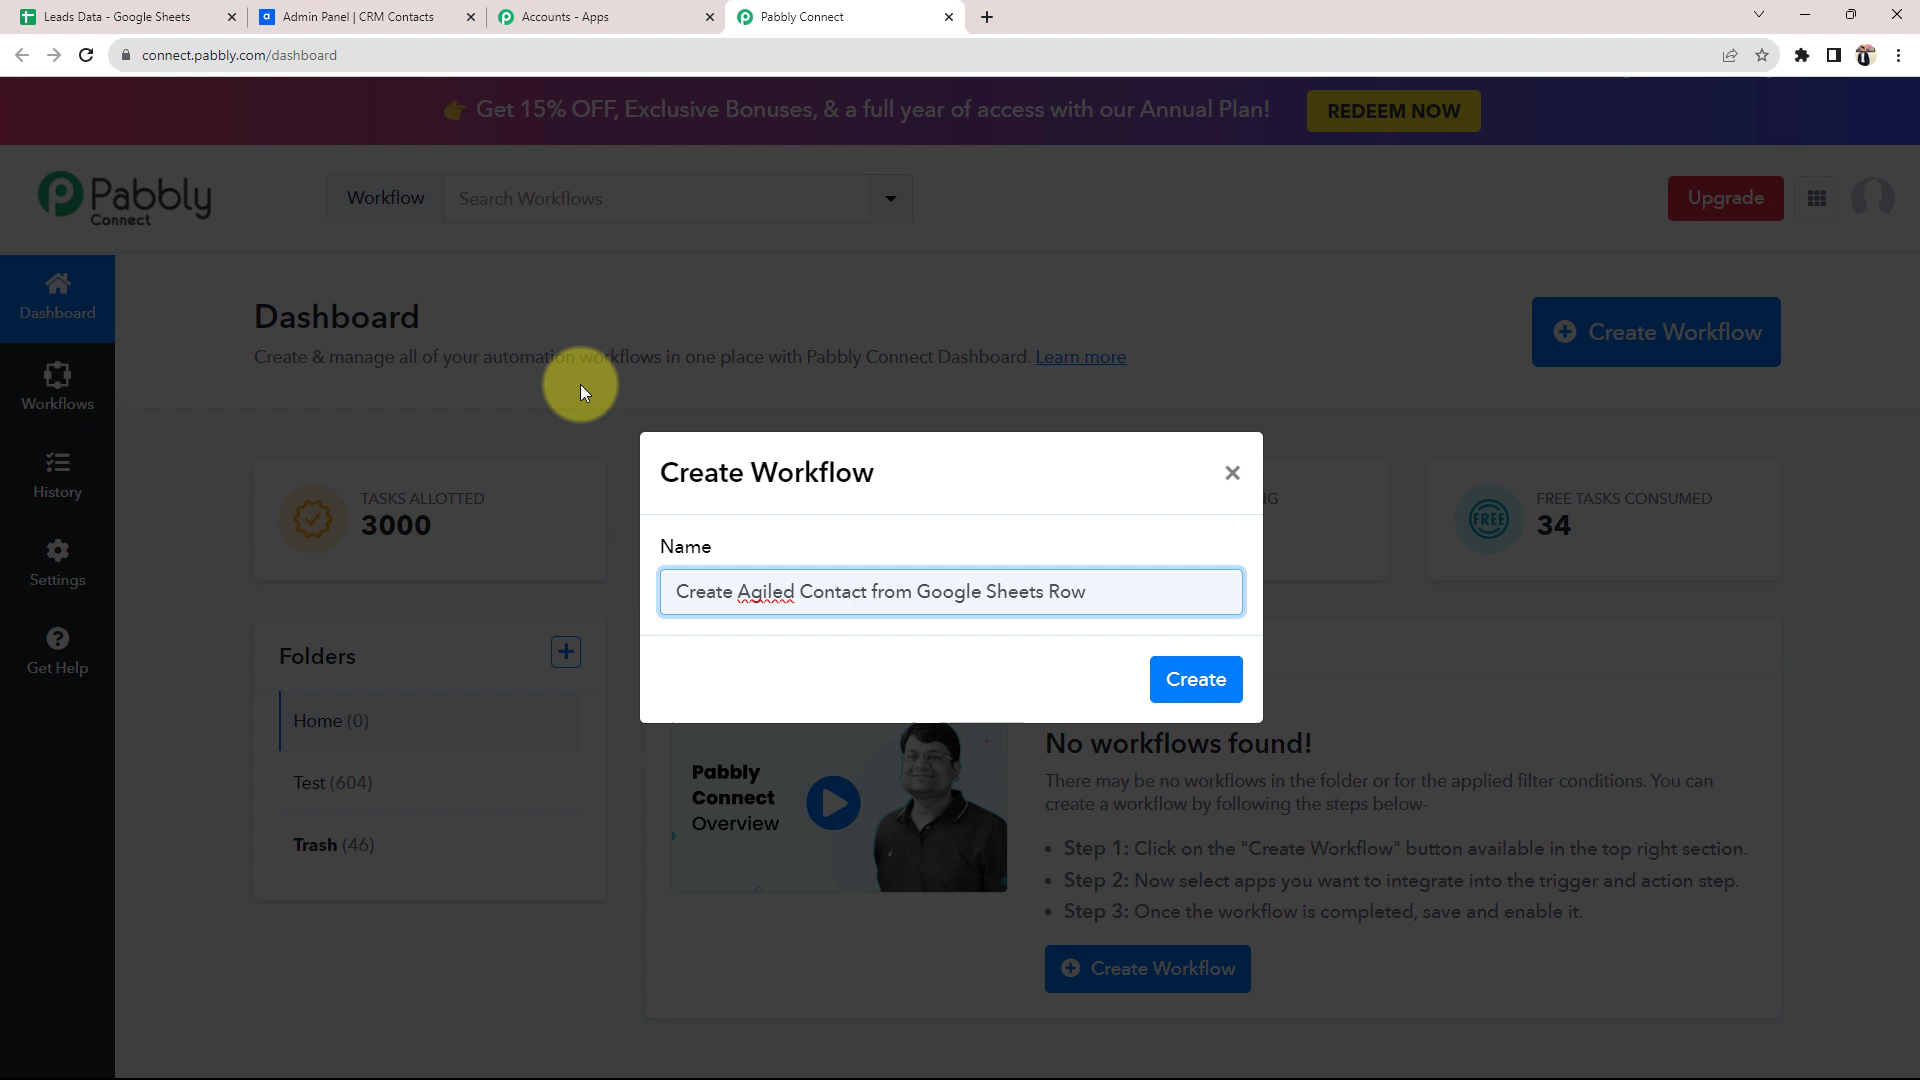 Leads Data - Google Sheets
Admin Panel | CRM Contacts
Accounts - Apps
Pabbly Connect
connect.pabbly.com/dashboard
Get 15% OFF, Exclusive Bonuses, & a full year of access with our Annual Plan!
REDEEM NOW
Pabbly
Connect
Workflow
Search Workflows
Upgrade
Dashboard
Workflows
History
Settings
Get Help
Dashboard
Create & manage all of your automation workflows in one place with Pabbly Connect Dashboard. Learn more
Create Workflow
TASKS ALLOTTED
3000
NG
FREE
FREE TASKS CONSUMED
34
Create Workflow
Name
Create Agiled Contact from Google Sheets Row
Create
Folders
Home (0)
Test (604)
Trash (46)
Pabbly
Connect
Overview
No workflows found!
There may be no workflows in the folder or for the applied filter conditions. You can
create a workflow by following the steps below-
• Step 1: Click on the "Create Workflow" button available in the top right section.
• Step 2: Now select apps you want to integrate into the trigger and action step.
• Step 3: Once the workflow is completed, save and enable it.
Create Workflow